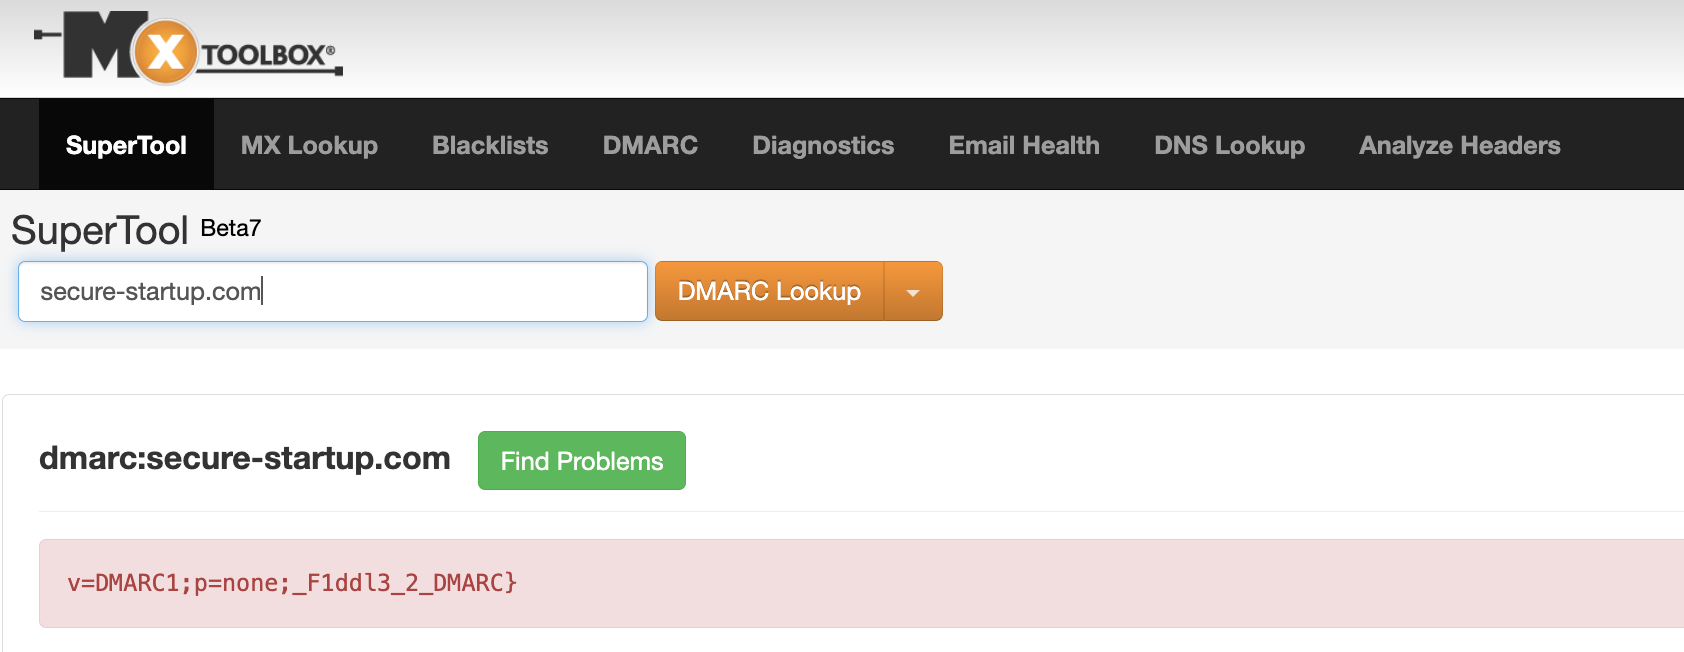 MX TOOLBOX®
SuperTool MX Lookup Blacklists DMARC Diagnostics Email Health DNS Lookup Analyze Headers
SuperTool Beta7
secure-startup.com
DMARC Lookup
dmarc:secure-startup.com
Find Problems
v=DMARC1;p=none;_F1ddl3_2_DMARC}